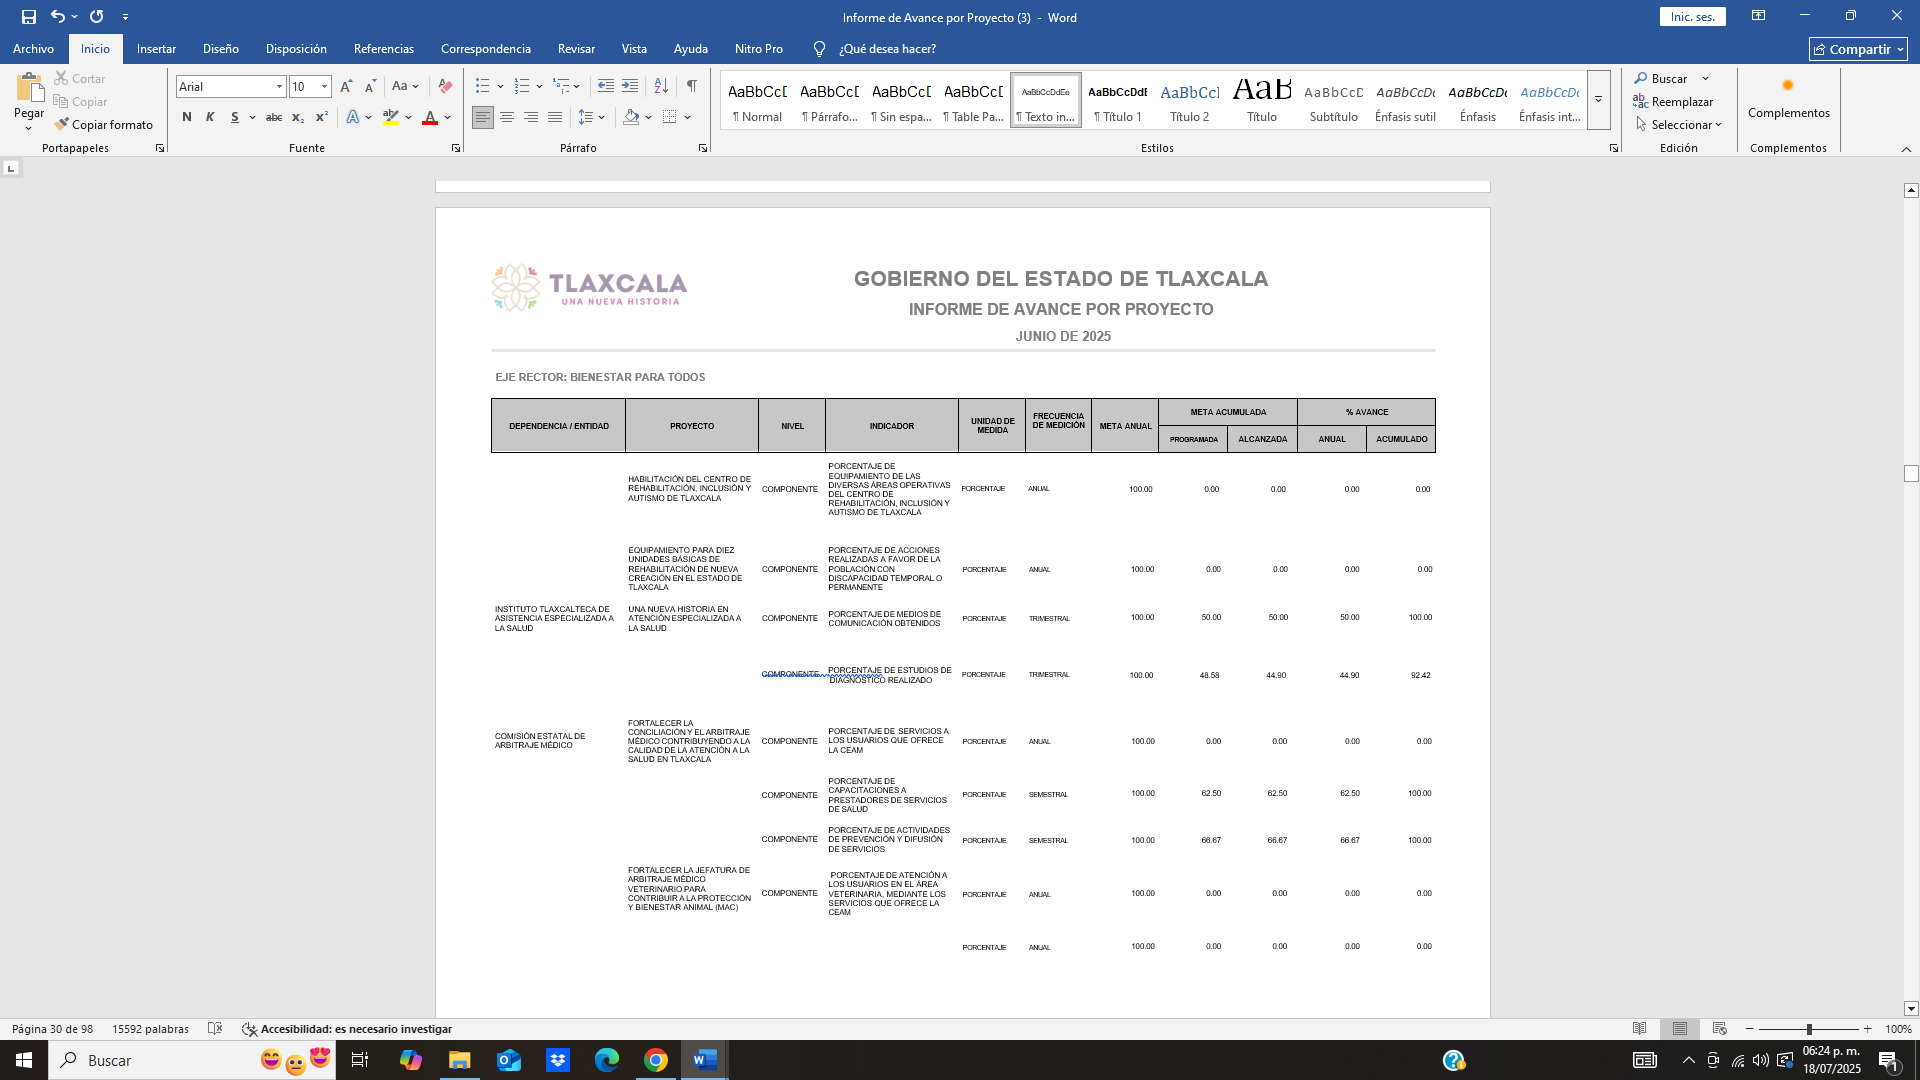 Informe de Avance por Proyecto (3) - Word
Inic. ses.
Archivo Inicio Insertar Diseño Disposición Referencias Correspondencia Revisar Vista Ayuda Nitro Pro ¿Qué desea hacer? Compartir
Pegar
Cortar
Copiar
Copiar formato
Portapapeles
Arial 10
N K S abc x₂ x²
Fuente
Párrafo
AaBbCcI AaBbCcI AaBbCcI AaBbCcI AaBbCcDdEe AaBbCcDdE AaBbCcI AaB AaBbCcD AaBbCcDc AaBbCcDc AaBbCcDc
¶ Normal ¶ Párrafo... ¶ Sin espa... ¶ Table Pa... ¶ Texto in... ¶ Título 1 Título 2 Título Subtítulo Énfasis sutil Énfasis Énfasis int...
Estilos
Buscar
Reemplazar
Seleccionar
Edición
Complementos
Complementos
TLAXCALA
UNA NUEVA HISTORIA
GOBIERNO DEL ESTADO DE TLAXCALA
INFORME DE AVANCE POR PROYECTO
JUNIO DE 2025
EJE RECTOR: BIENESTAR PARA TODOS
DEPENDENCIA / ENTIDAD PROYECTO NIVEL INDICADOR UNIDAD DE MEDIDA FRECUENCIA DE MEDICIÓN META ANUAL META ACUMULADA % AVANCE
PROGRAMADA ALCANZADA ANUAL ACUMULADO
HABILITACIÓN DEL CENTRO DE
REHABILITACIÓN, INCLUSIÓN Y
AUTISMO DE TLAXCALA
COMPONENTE
PORCENTAJE DE
EQUIPAMIENTO DE LAS
DIVERSAS ÁREAS OPERATIVAS
DEL CENTRO DE
REHABILITACIÓN, INCLUSIÓN Y
AUTISMO DE TLAXCALA
PORCENTAJE ANUAL 100.00 0.00 0.00 0.00 0.00
EQUIPAMIENTO PARA DIEZ
UNIDADES BÁSICAS DE
REHABILITACIÓN DE NUEVA
CREACIÓN EN EL ESTADO DE
TLAXCALA
COMPONENTE
PORCENTAJE DE ACCIONES
REALIZADAS A FAVOR DE LA
POBLACIÓN CON
DISCAPACIDAD TEMPORAL O
PERMANENTE
PORCENTAJE ANUAL 100.00 0.00 0.00 0.00 0.00
INSTITUTO TLAXCALTECA DE
ASISTENCIA ESPECIALIZADA A
LA SALUD
UNA NUEVA HISTORIA EN
ATENCIÓN ESPECIALIZADA A
LA SALUD
COMPONENTE
PORCENTAJE DE MEDIOS DE
COMUNICACIÓN OBTENIDOS
PORCENTAJE TRIMESTRAL 100.00 50.00 50.00 50.00 100.00
COMPONENTE
PORCENTAJE DE ESTUDIOS DE
DIAGNÓSTICO REALIZADO
PORCENTAJE TRIMESTRAL 100.00 48.58 44.90 44.90 92.42
COMISIÓN ESTATAL DE
ARBITRAJE MÉDICO
FORTALECER LA
CONCILIACIÓN Y EL ARBITRAJE
MÉDICO CONTRIBUYENDO A LA
CALIDAD DE LA ATENCIÓN A LA
SALUD EN TLAXCALA
COMPONENTE
PORCENTAJE DE SERVICIOS A
LOS USUARIOS QUE OFRECE
LA CEAM
PORCENTAJE ANUAL 100.00 0.00 0.00 0.00 0.00
COMPONENTE
PORCENTAJE DE
CAPACITACIONES A
PRESTADORES DE SERVICIOS
DE SALUD
PORCENTAJE SEMESTRAL 100.00 62.50 62.50 62.50 100.00
COMPONENTE
PORCENTAJE DE ACTIVIDADES
DE PREVENCIÓN Y DIFUSIÓN
DE SERVICIOS
PORCENTAJE SEMESTRAL 100.00 66.67 66.67 66.67 100.00
FORTALECER LA JEFATURA DE
ARBITRAJE MÉDICO
VETERINARIO PARA
CONTRIBUIR A LA PROTECCIÓN
Y BIENESTAR ANIMAL (MAC)
COMPONENTE
PORCENTAJE DE ATENCIÓN A
LOS USUARIOS EN EL ÁREA
VETERINARIA, MEDIANTE LOS
SERVICIOS QUE OFRECE LA
CEAM
PORCENTAJE ANUAL 100.00 0.00 0.00 0.00 0.00
PORCENTAJE ANUAL 100.00 0.00 0.00 0.00 0.00
Página 30 de 98 15592 palabras Accesibilidad: es necesario investigar 100%
Buscar
06:24 p. m.
18/07/2025
1